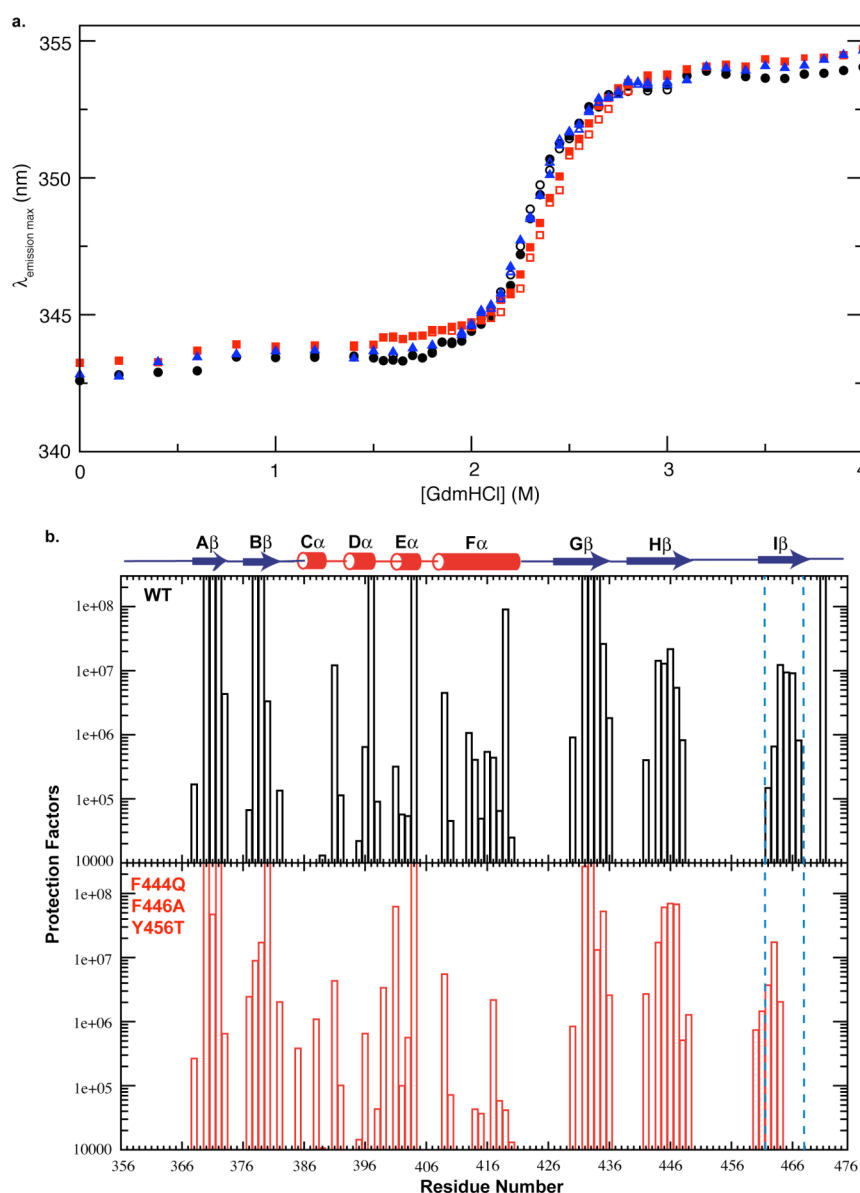 a.
355
350
345
340
λemission max (nm)
0 1 2 3 4
[GdmHCl] (M)
b.
Aβ Bβ Cα Dα Eα Fα Gβ Hβ Iβ
WT
1e+08
1e+07
1e+06
1e+05
10000
F444Q
F446A
Y456T
1e+08
1e+07
1e+06
1e+05
10000
Protection Factors
356 366 376 386 396 406 416 426 436 446 456 466 476
Residue Number